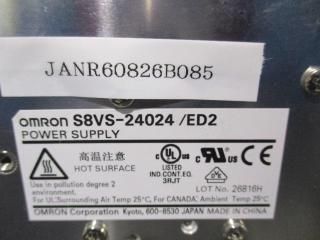 JANR60826B085
OMRON S8VS-24024 /ED2
POWER SUPPLY
高温注意
HOT SURFACE
UL LISTED
IND.CONT.EQ.
3RJT
Use in pollution degree 2
environment.
LOT No. 26816H
For UL:Surrounding Air Temp 25°C, For CANADA: Ambient Temp 25°C
OMRON Corporation Kyoto, 600-8530 JAPAN MADE IN CHINA